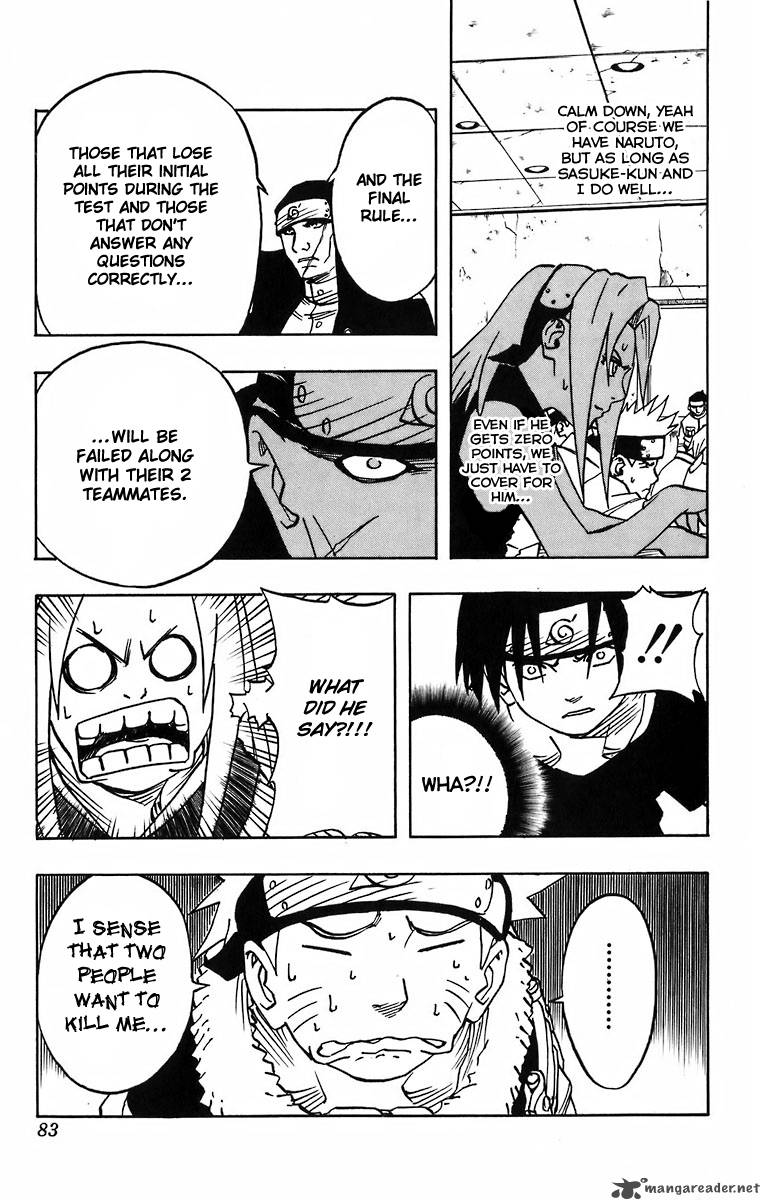 CALM DOWN, YEAH
OF COURSE WE
HAVE NARUTO,
BUT AS LONG AS
SASUKE-KUN AND
I DO WELL...
EVEN IF HE
GETS ZERO
POINTS, WE
JUST HAVE TO
COVER FOR
HIM...
AND THE
FINAL
RULE...
THOSE THAT LOSE
ALL THEIR INITIAL
POINTS DURING THE
TEST AND THOSE
THAT DON'T
ANSWER ANY
QUESTIONS
CORRECTLY...
...WILL BE
FAILED ALONG
WITH THEIR 2
TEAMMATES.
!!
WHA?!!
WHAT
DID HE
SAY?!!!
..........
I SENSE
THAT TWO
PEOPLE
WANT TO
KILL ME...
83
mangareader.net